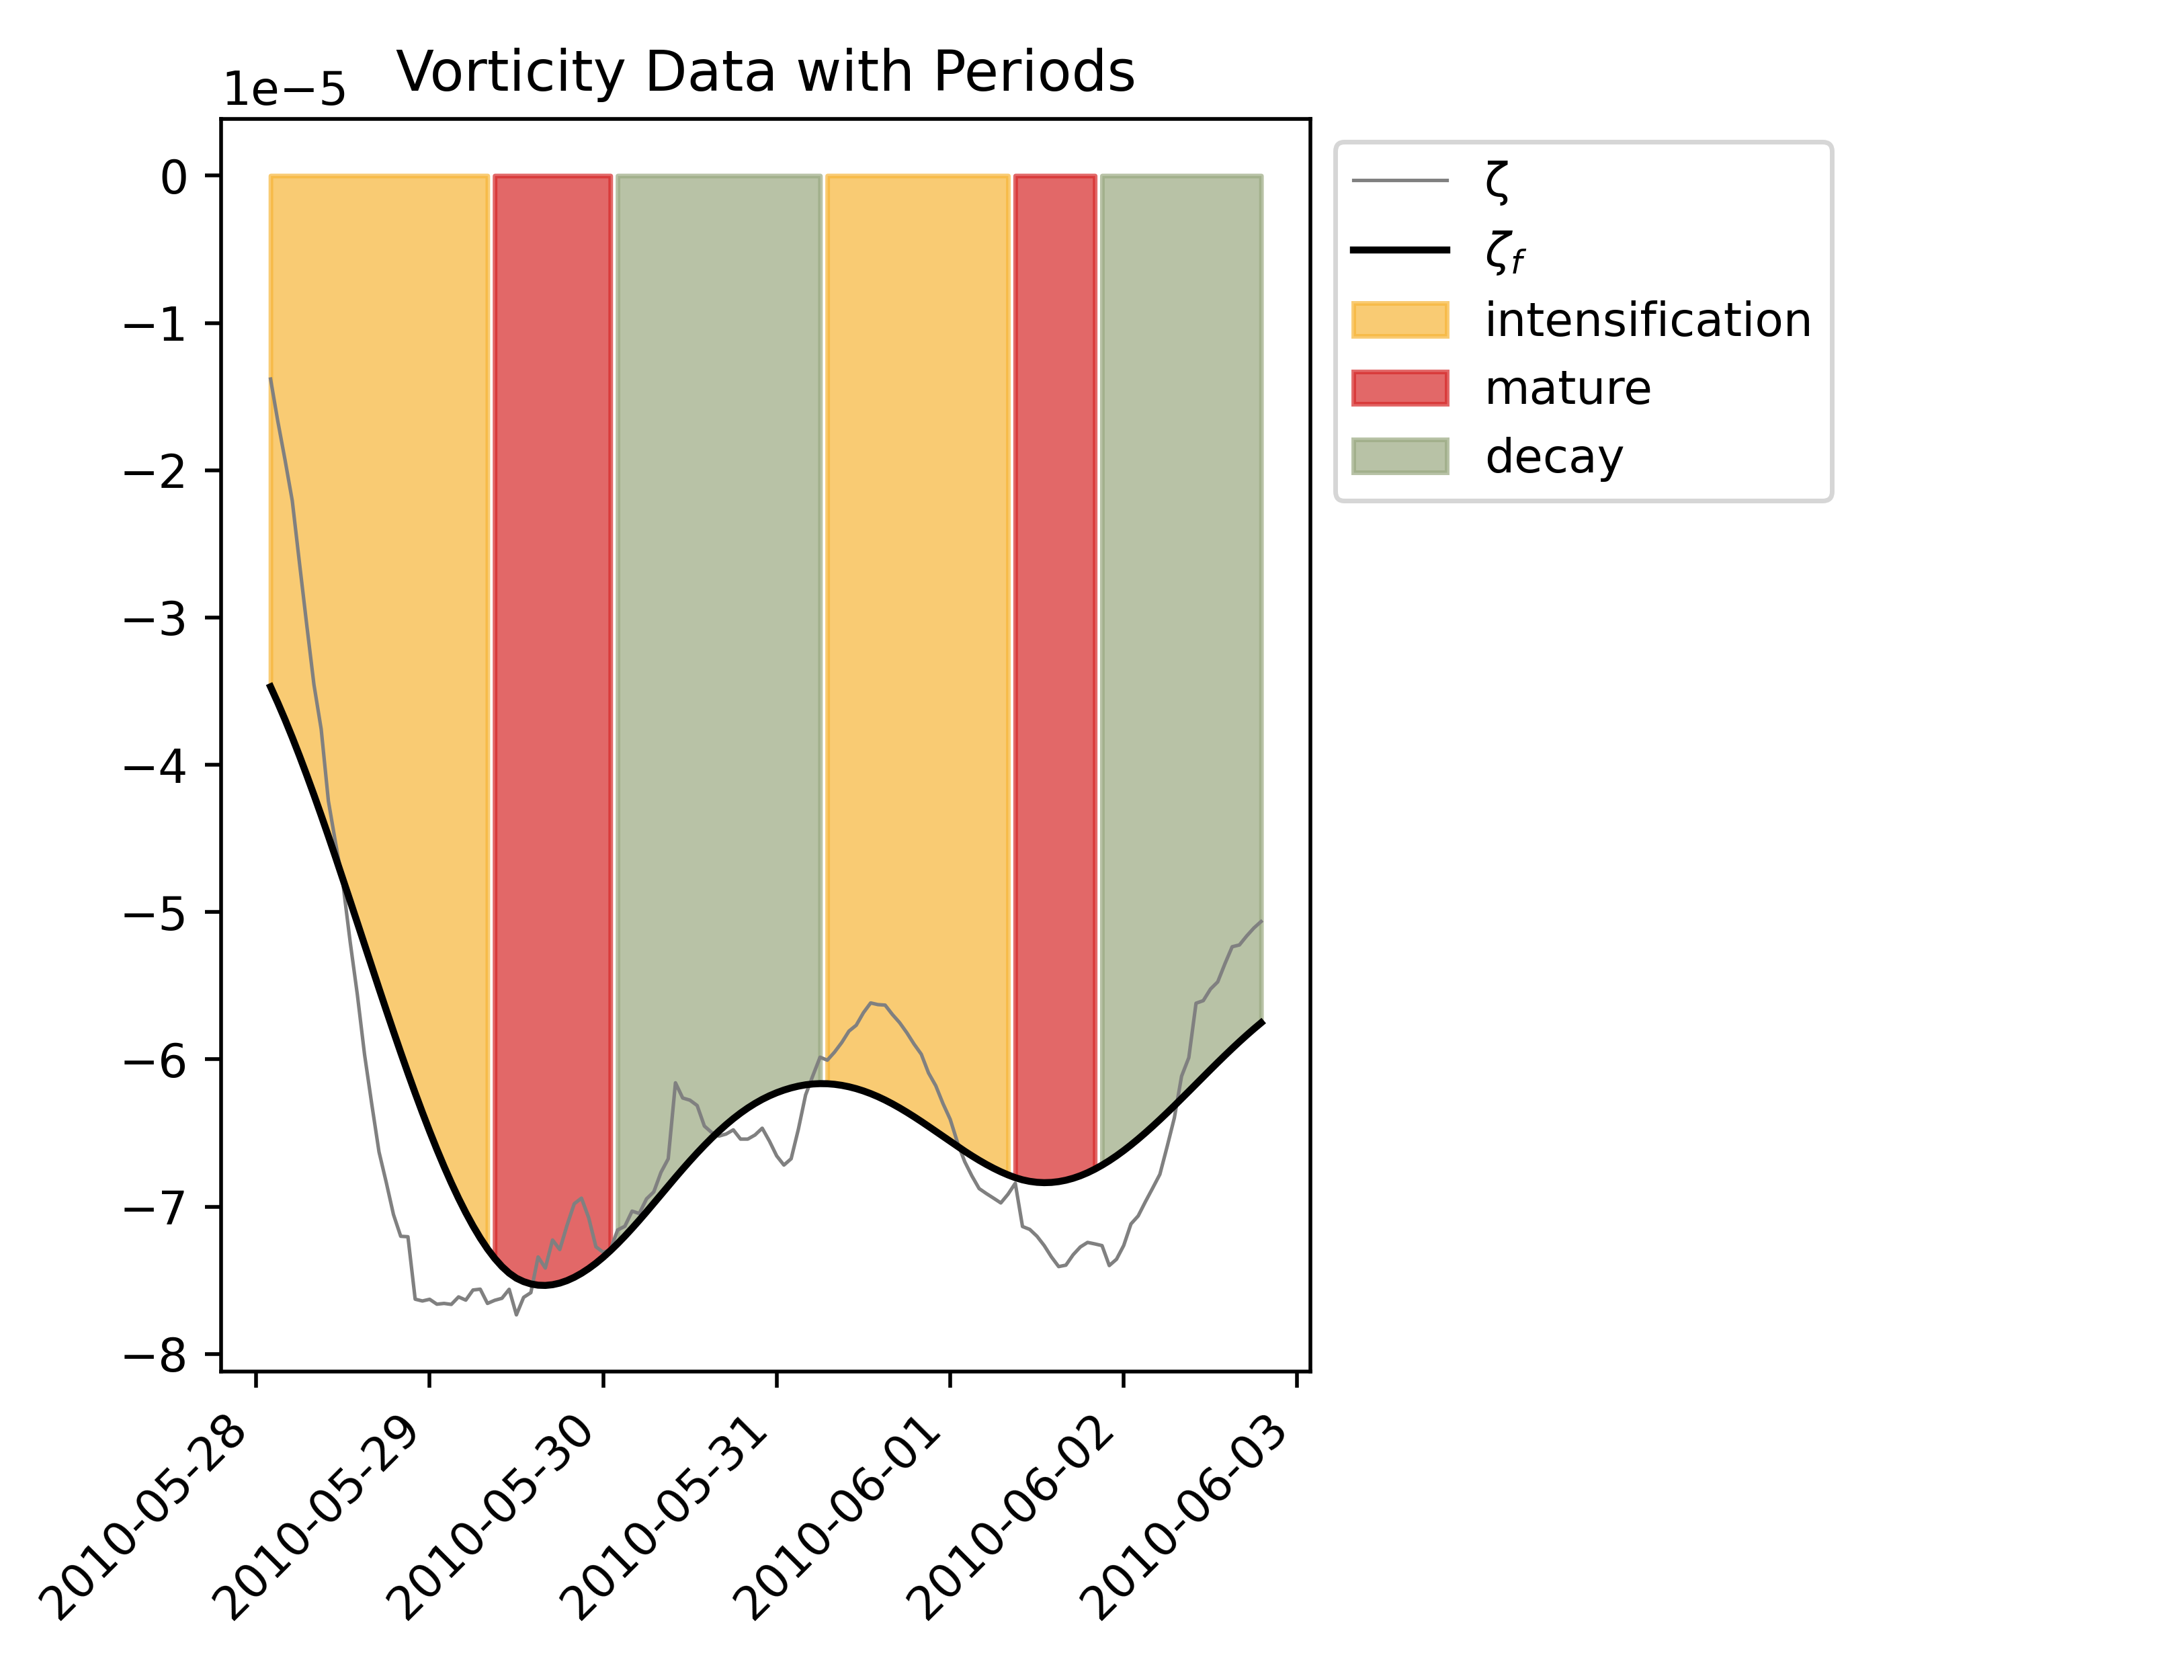 Vorticity Data with Periods
1e−5
0
−1
−2
−3
−4
−5
−6
−7
−8
2010-05-28
2010-05-29
2010-05-30
2010-05-31
2010-06-01
2010-06-02
2010-06-03
ζ
ζf
intensification
mature
decay